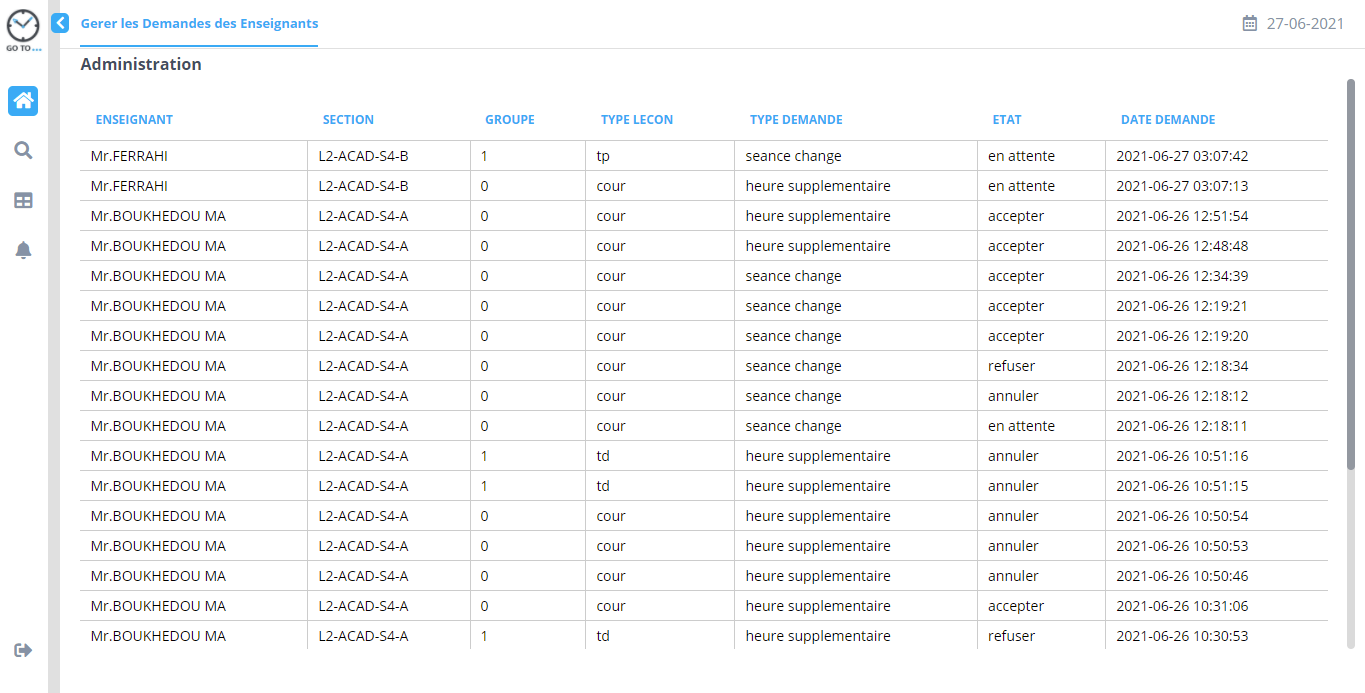 GO TO ...
Gerer les Demandes des Enseignants 27-06-2021
Administration
ENSEIGNANT SECTION GROUPE TYPE LECON TYPE DEMANDE ETAT DATE DEMANDE
Mr.FERRAHI L2-ACAD-S4-B 1 tp seance change en attente 2021-06-27 03:07:42
Mr.FERRAHI L2-ACAD-S4-B 0 cour heure supplementaire en attente 2021-06-27 03:07:13
Mr.BOUKHEDOU MA L2-ACAD-S4-A 0 cour heure supplementaire accepter 2021-06-26 12:51:54
Mr.BOUKHEDOU MA L2-ACAD-S4-A 0 cour heure supplementaire accepter 2021-06-26 12:48:48
Mr.BOUKHEDOU MA L2-ACAD-S4-A 0 cour seance change accepter 2021-06-26 12:34:39
Mr.BOUKHEDOU MA L2-ACAD-S4-A 0 cour seance change accepter 2021-06-26 12:19:21
Mr.BOUKHEDOU MA L2-ACAD-S4-A 0 cour seance change accepter 2021-06-26 12:19:20
Mr.BOUKHEDOU MA L2-ACAD-S4-A 0 cour seance change refuser 2021-06-26 12:18:34
Mr.BOUKHEDOU MA L2-ACAD-S4-A 0 cour seance change annuler 2021-06-26 12:18:12
Mr.BOUKHEDOU MA L2-ACAD-S4-A 0 cour seance change en attente 2021-06-26 12:18:11
Mr.BOUKHEDOU MA L2-ACAD-S4-A 1 td heure supplementaire annuler 2021-06-26 10:51:16
Mr.BOUKHEDOU MA L2-ACAD-S4-A 1 td heure supplementaire annuler 2021-06-26 10:51:15
Mr.BOUKHEDOU MA L2-ACAD-S4-A 0 cour heure supplementaire annuler 2021-06-26 10:50:54
Mr.BOUKHEDOU MA L2-ACAD-S4-A 0 cour heure supplementaire annuler 2021-06-26 10:50:53
Mr.BOUKHEDOU MA L2-ACAD-S4-A 0 cour heure supplementaire annuler 2021-06-26 10:50:46
Mr.BOUKHEDOU MA L2-ACAD-S4-A 0 cour heure supplementaire accepter 2021-06-26 10:31:06
Mr.BOUKHEDOU MA L2-ACAD-S4-A 1 td heure supplementaire refuser 2021-06-26 10:30:53